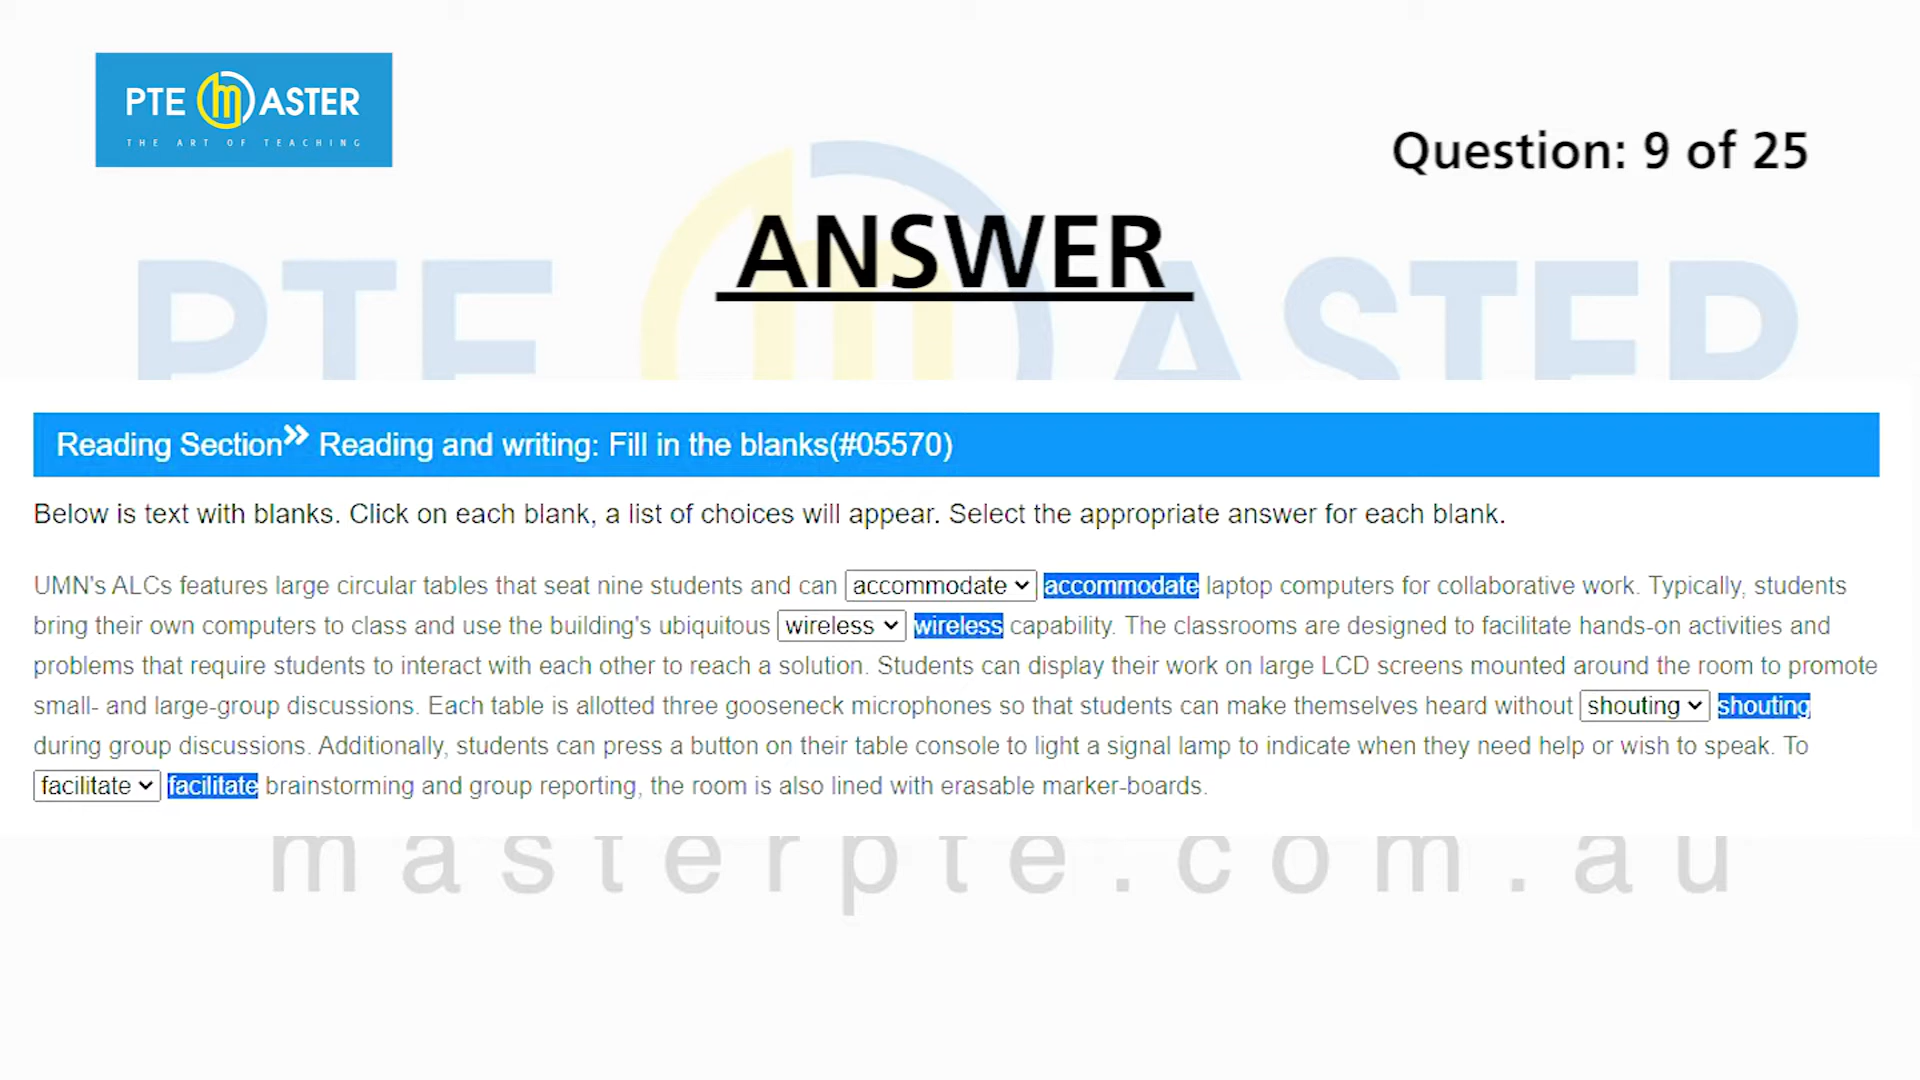 PTE MASTER
THE ART OF TEACHING
Question: 9 of 25
ANSWER
PTE MASTER
Reading Section» Reading and writing: Fill in the blanks(#05570)
Below is text with blanks. Click on each blank, a list of choices will appear. Select the appropriate answer for each blank.
UMN's ALCs features large circular tables that seat nine students and can accommodate accommodate laptop computers for collaborative work. Typically, students
bring their own computers to class and use the building's ubiquitous wireless wireless capability. The classrooms are designed to facilitate hands-on activities and
problems that require students to interact with each other to reach a solution. Students can display their work on large LCD screens mounted around the room to promote
small- and large-group discussions. Each table is allotted three gooseneck microphones so that students can make themselves heard without shouting shouting
during group discussions. Additionally, students can press a button on their table console to light a signal lamp to indicate when they need help or wish to speak. To
facilitate facilitate brainstorming and group reporting, the room is also lined with erasable marker-boards.
masterpte.com.au